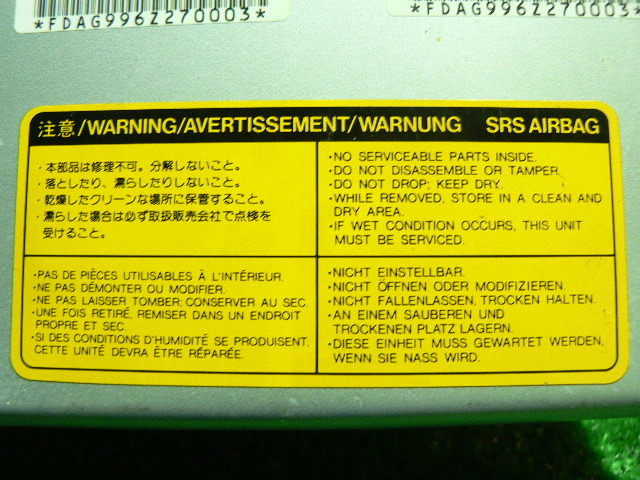 *FDAG996Z270003*
*FDAG996Z270003*
注意/WARNING/AVERTISSEMENT/WARNUNG SRS AIRBAG
・本部品は修理不可。分解しないこと。
・落としたり、濡らしたりしないこと。
・乾燥したクリーンな場所に保管すること。
・濡らした場合は必ず取扱販売会社で点検を
受けること。
・NO SERVICEABLE PARTS INSIDE.
・DO NOT DISASSEMBLE OR TAMPER.
・DO NOT DROP; KEEP DRY.
・WHILE REMOVED, STORE IN A CLEAN AND
DRY AREA.
・IF WET CONDITION OCCURS, THIS UNIT
MUST BE SERVICED.
・PAS DE PIÈCES UTILISABLES À L'INTÉRIEUR.
・NE PAS DÉMONTER OU MODIFIER.
・NE PAS LAISSER TOMBER; CONSERVER AU SEC.
・UNE FOIS RETIRÉ, REMISER DANS UN ENDROIT
PROPRE ET SEC.
・SI DES CONDITIONS D'HUMIDITÉ SE PRODUISENT,
CETTE UNITÉ DEVRA ÊTRE RÉPARÉE.
・NICHT EINSTELLBAR.
・NICHT ÖFFNEN ODER MODIFIZIEREN.
・NICHT FALLENLASSEN, TROCKEN HALTEN.
・AN EINEM SAUBEREN UND
TROCKENEN PLATZ LAGERN.
・DIESE EINHEIT MUSS GEWARTET WERDEN,
WENN SIE NASS WIRD.